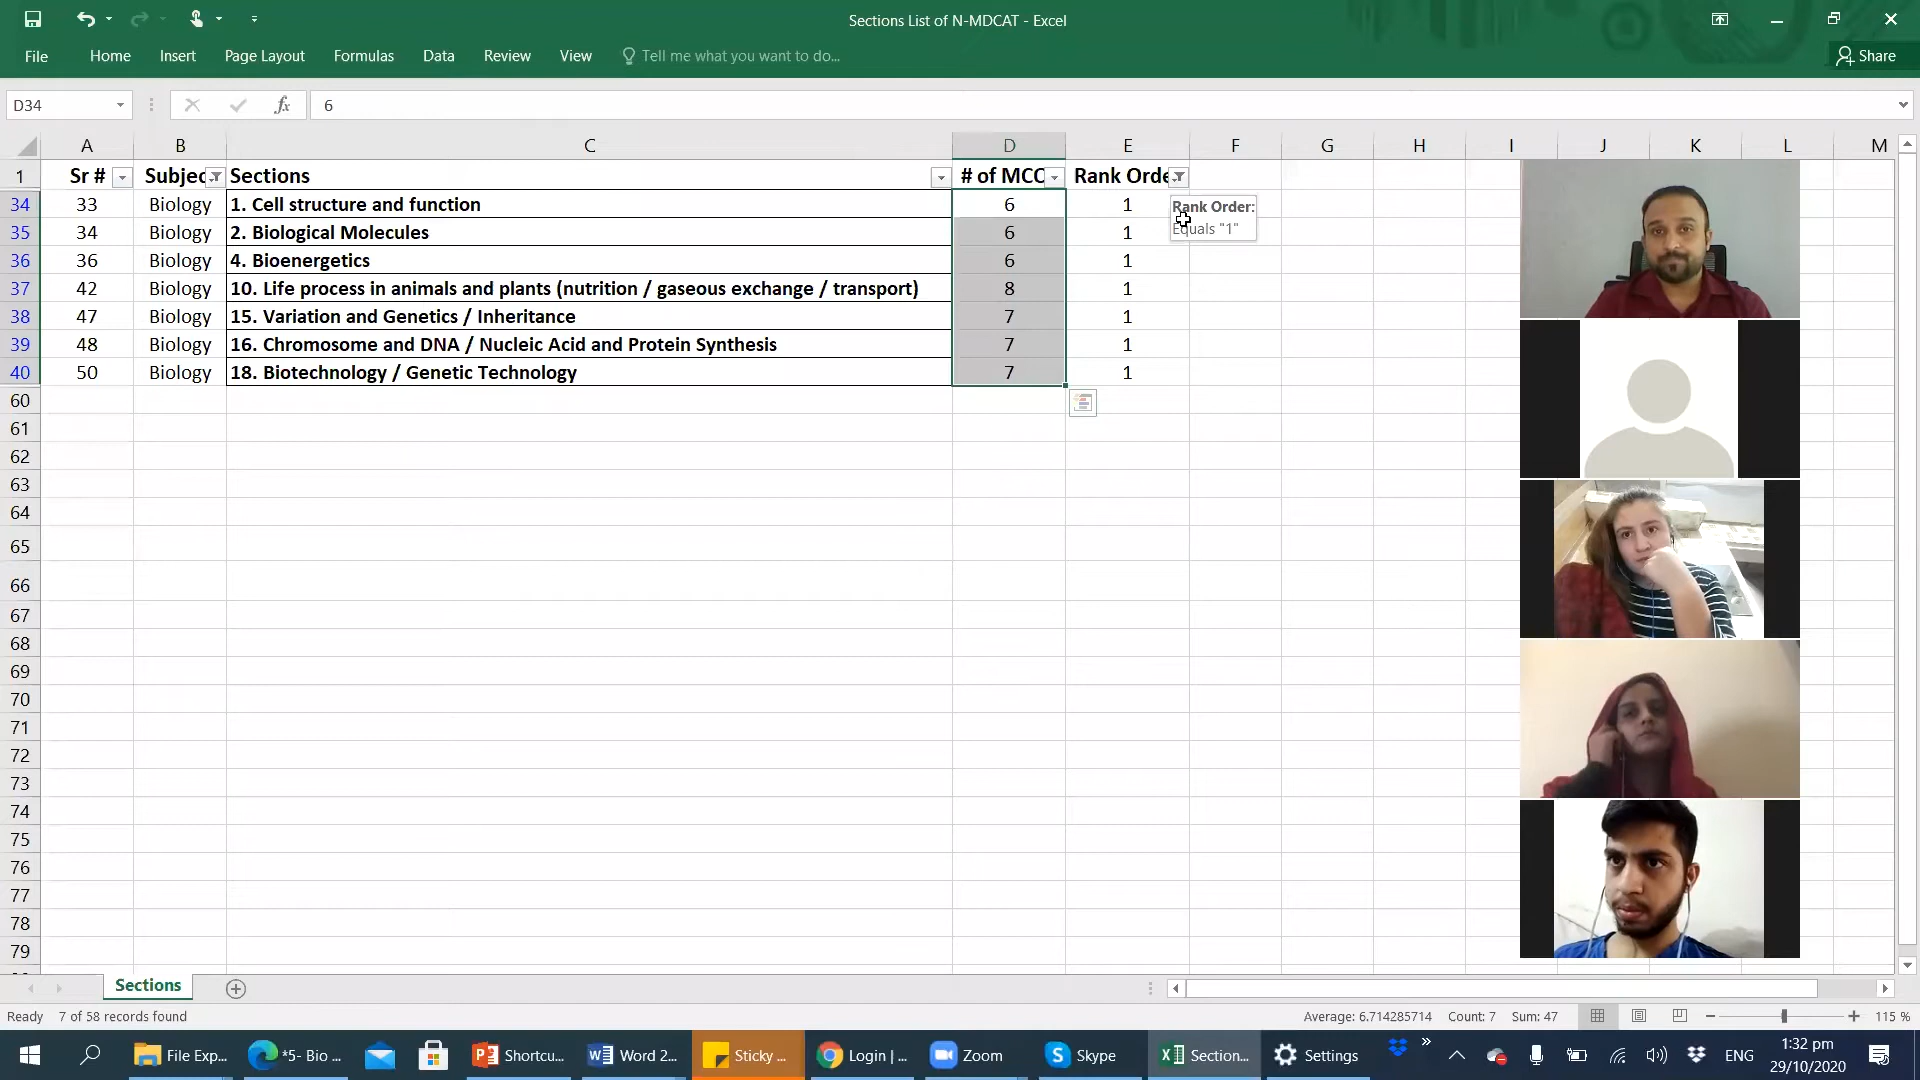 Sections List of N-MDCAT - Excel
File Home Insert Page Layout Formulas Data Review View Tell me what you want to do... Share
D34 fx 6
A B C D E F G H I J K L M
1 Sr # Subjec Sections # of MCC Rank Orde
34 33 Biology 1. Cell structure and function 6 1
Rank Order:
35 34 Biology 2. Biological Molecules 6 1
Equals "1"
36 36 Biology 4. Bioenergetics 6 1
37 42 Biology 10. Life process in animals and plants (nutrition / gaseous exchange / transport) 8 1
38 47 Biology 15. Variation and Genetics / Inheritance 7 1
39 48 Biology 16. Chromosome and DNA / Nucleic Acid and Protein Synthesis 7 1
40 50 Biology 18. Biotechnology / Genetic Technology 7 1
60
61
62
63
64
65
66
67
68
69
70
71
72
73
74
75
76
77
78
79
Sections
Ready 7 of 58 records found Average: 6.714285714 Count: 7 Sum: 47 115 %
File Exp... *5- Bio ... Shortcu... Word 2... Sticky ... Login | ... Zoom Skype Section... Settings ENG 1:32 pm
29/10/2020